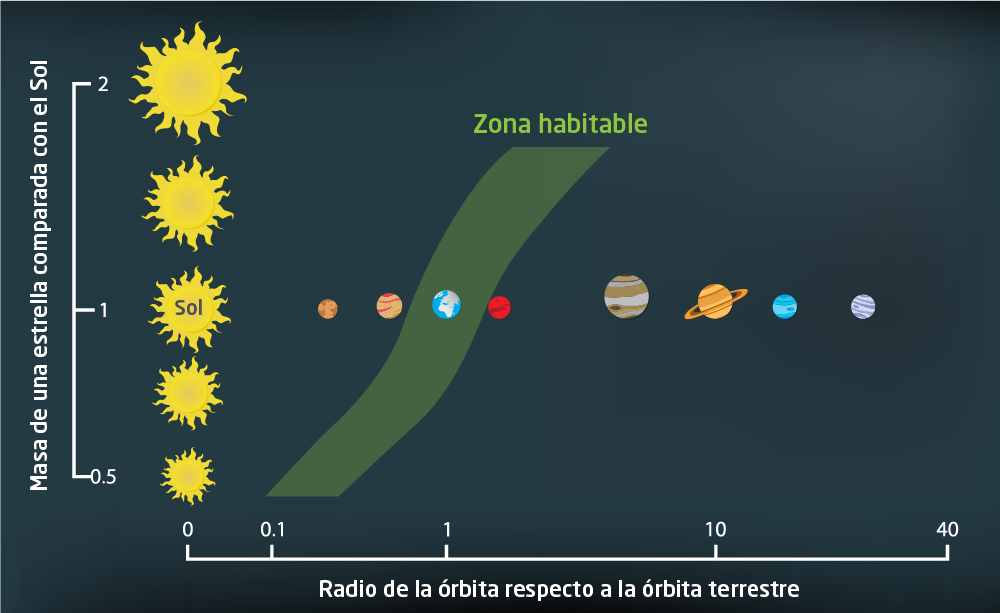 Masa de una estrella comparada con el Sol
2
Zona habitable
1
Sol
0.5
0 0.1 1 10 40
Radio de la órbita respecto a la órbita terrestre